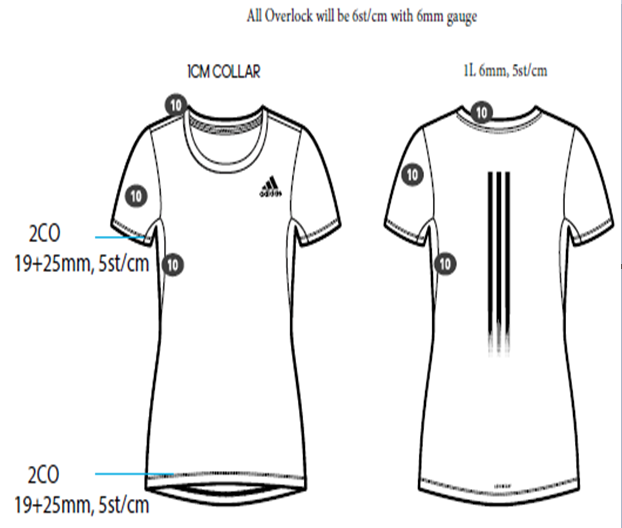 All Overlock will be 6st/cm with 6mm gauge
1CM COLLAR
1L 6mm, 5st/cm
10
10
10
10
adidas
2CO
19+25mm, 5st/cm
10
10
2CO
19+25mm, 5st/cm